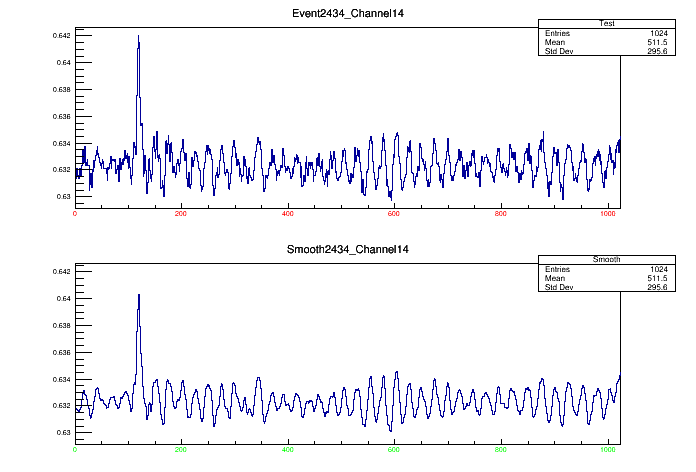 Event2434_Channel14
Test
Entries 1024
Mean 511.5
Std Dev 295.6
0.642
0.64
0.638
0.636
0.634
0.632
0.63
0 200 400 600 800 1000
Smooth2434_Channel14
Smooth
Entries 1024
Mean 511.5
Std Dev 295.6
0.642
0.64
0.638
0.636
0.634
0.632
0.63
0 200 400 600 800 1000